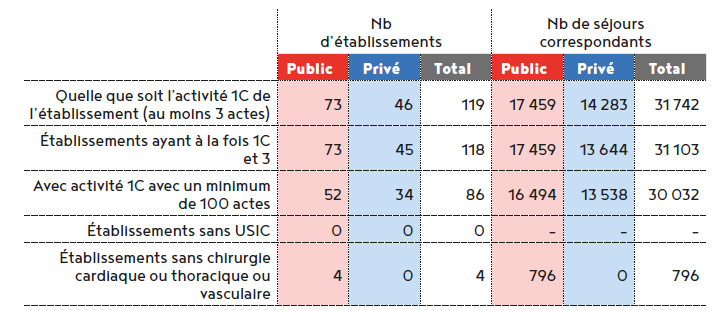 Nb d'établissements Nb de séjours correspondants
Public Privé Total Public Privé Total
Quelle que soit l'activité 1C de l'établissement (au moins 3 actes) 73 46 119 17 459 14 283 31 742
Établissements ayant à la fois 1C et 3 73 45 118 17 459 13 644 31 103
Avec activité 1C avec un minimum de 100 actes 52 34 86 16 494 13 538 30 032
Établissements sans USIC 0 0 0 - - -
Établissements sans chirurgie cardiaque ou thoracique ou vasculaire 4 0 4 796 0 796